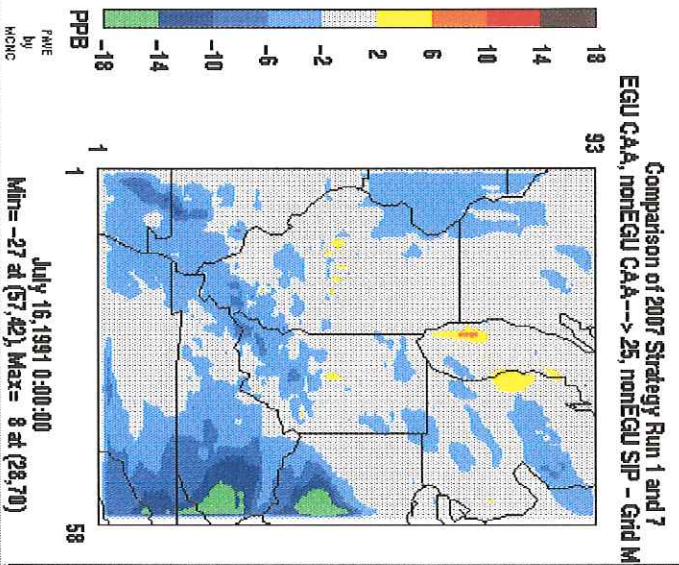 Comparison of 2007 Strategy Run 1 and 7
EGU CAA, nonEGU CAA---> 25, nonEGU SIP - Grid M
18
14
10
6
2
-2
-6
-10
-14
-18
PPB
PAVE
by
MCNC
93
1
1
58
July 16,1991 0:00:00
Min= -27 at (57,42), Max= 8 at (28,70)